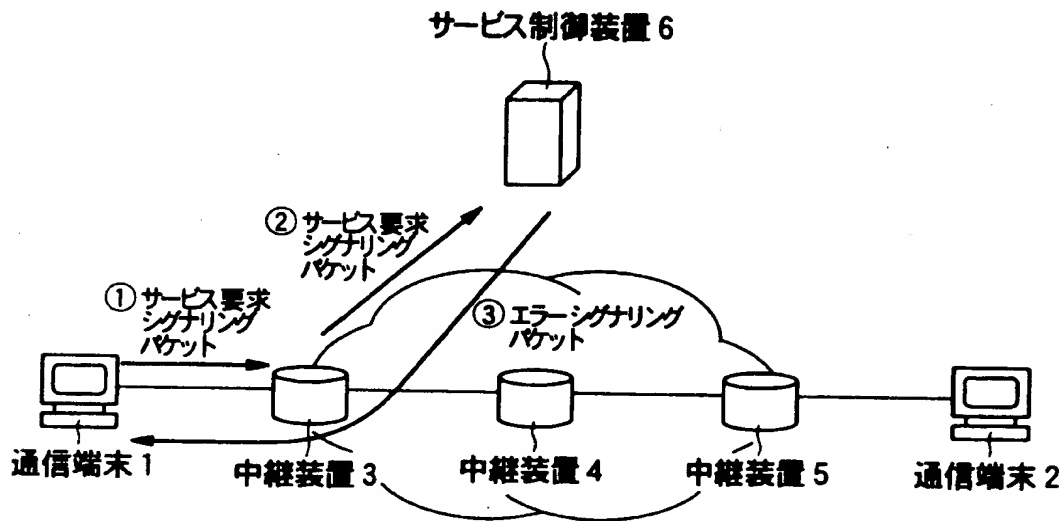 サービス制御装置6
② サービス要求
シグナリング
パケット
① サービス要求
シグナリング
パケット
③ エラーシグナリング
パケット
通信端末1
中継装置3
中継装置4
中継装置5
通信端末2